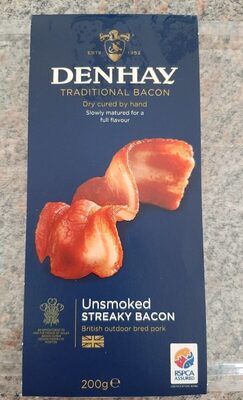 ESTD 1952
DENHAY
TRADITIONAL BACON
Dry cured by hand
Slowly matured for a
full flavour
Unsmoked
STREAKY BACON
British outdoor bred pork
200g e
RSPCA
ASSURED